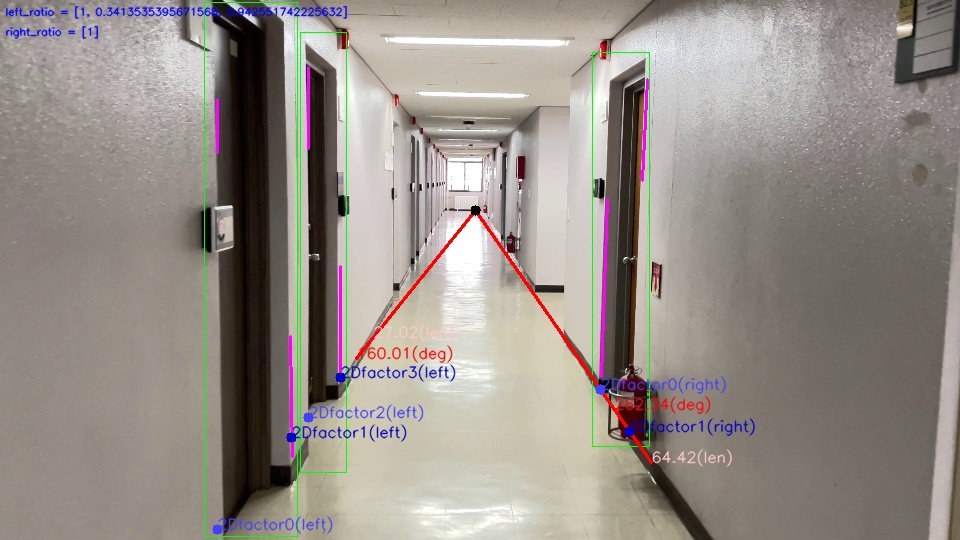 left_ratio = [1, 0.3413535395671568, 0.942551742225632]
right_ratio = [1]
160.01(deg)
2Dfactor3(left)
2Dfactor0(right)
2Dfactor2(left)
2Dfactor1(left)
2Dfactor1(right)
64.42(len)
2Dfactor0(left)